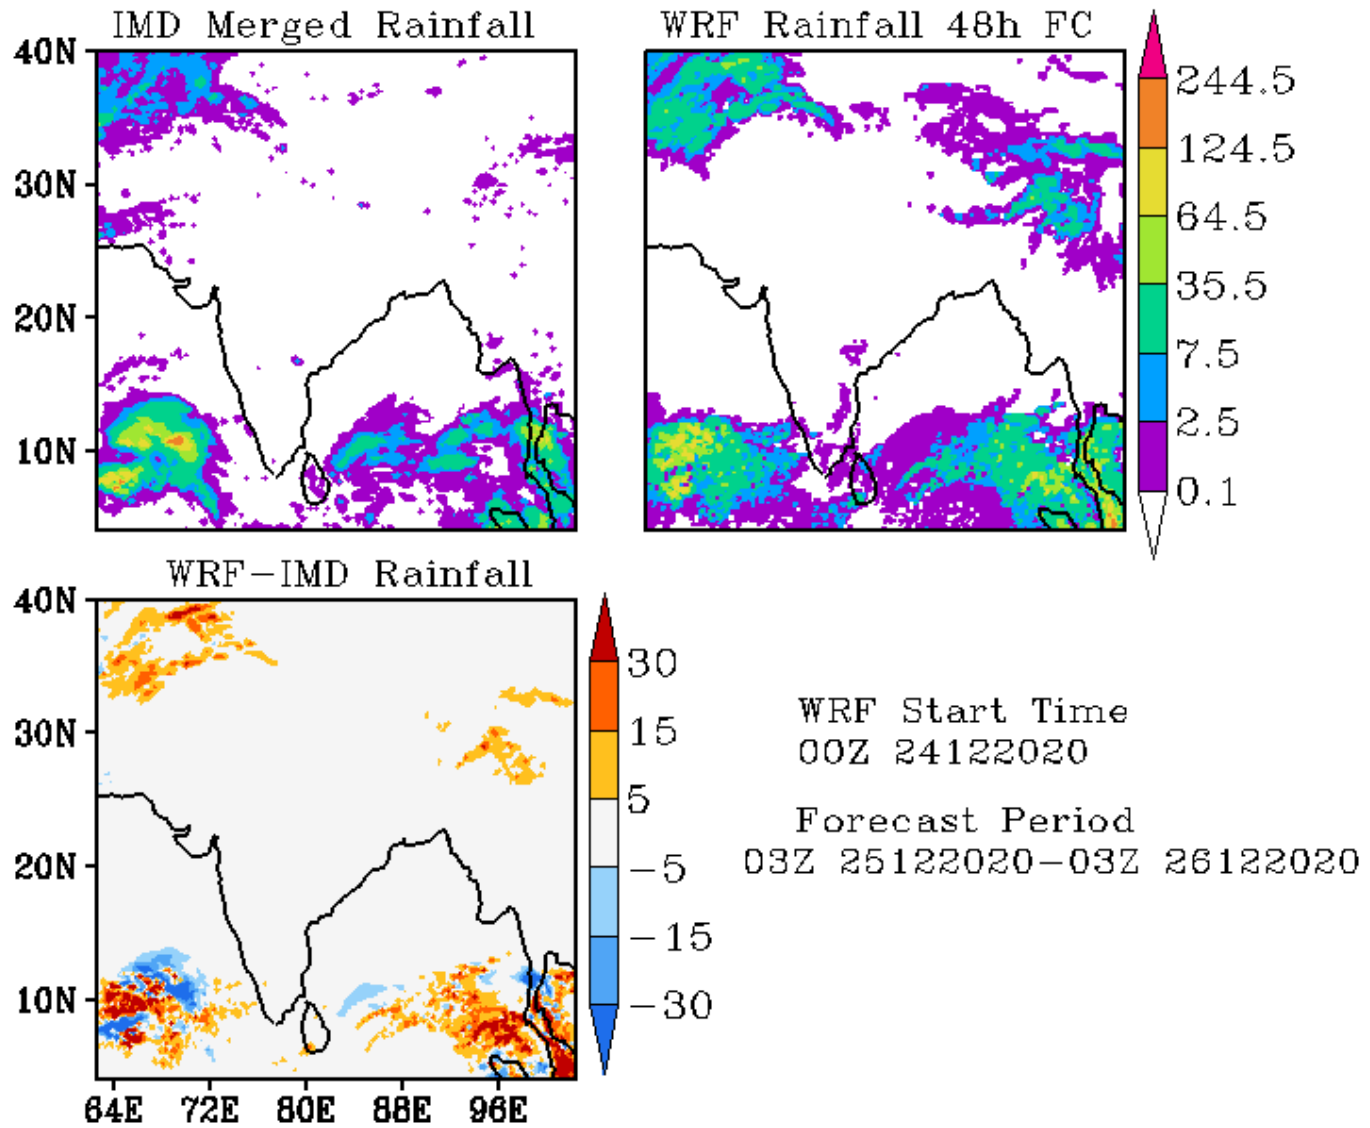 IMD Merged Rainfall
WRF Rainfall 48h FC
40N
30N
20N
10N
244.5
124.5
64.5
35.5
7.5
2.5
0.1
WRF-IMD Rainfall
40N
30N
20N
10N
64E 72E 80E 88E 96E
30
15
5
-5
-15
-30
WRF Start Time
00Z 24122020
Forecast Period
03Z 25122020-03Z 26122020